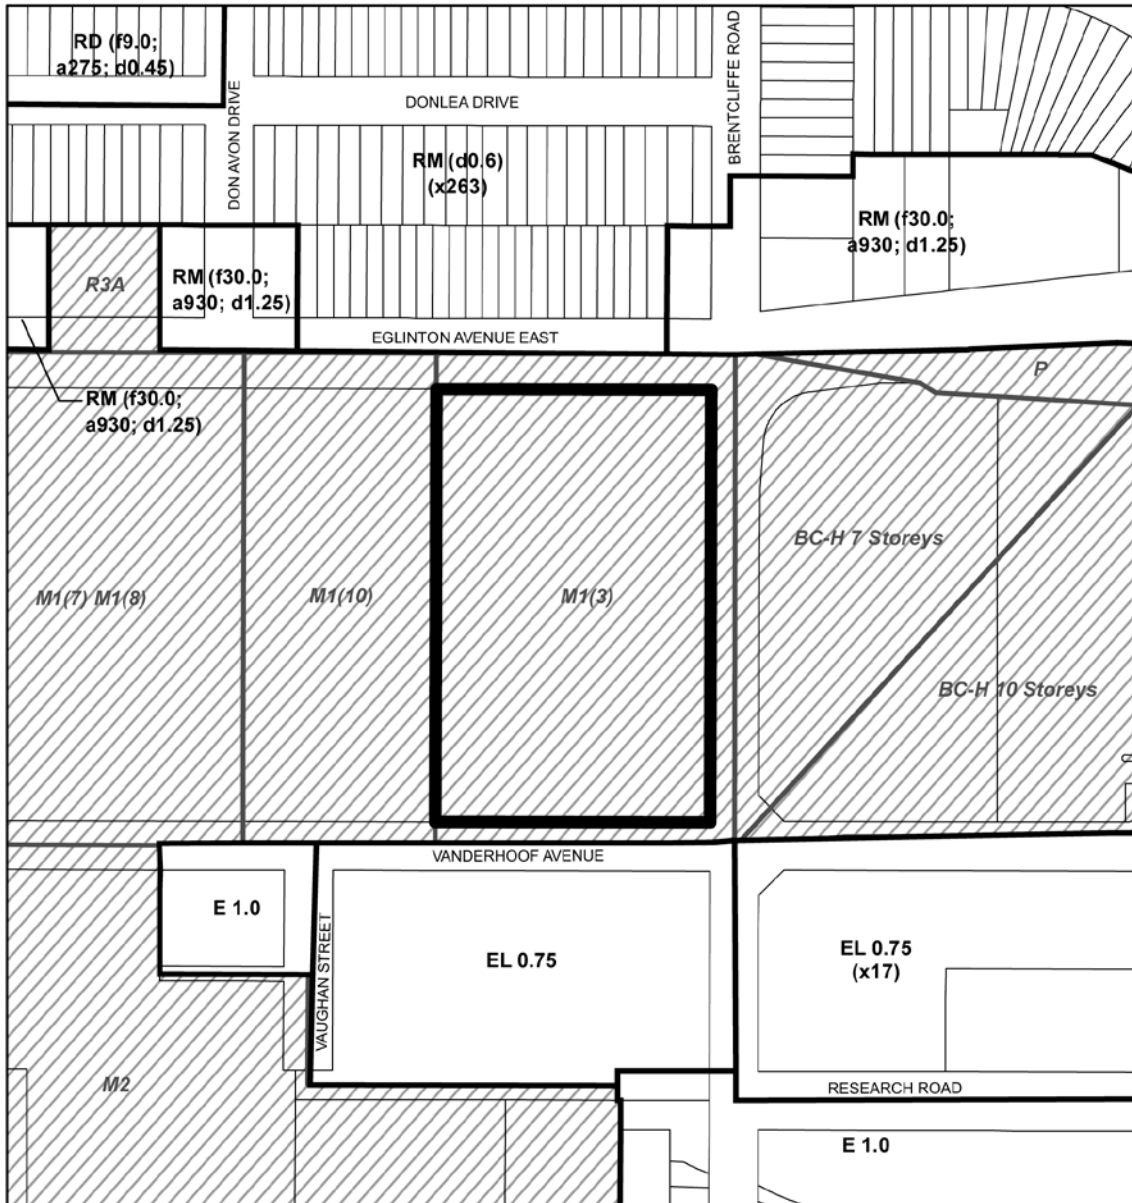 RD (f9.0;
a275; d0.45)
DON AVON DRIVE
DONLEA DRIVE
BRENTCLIFFE ROAD
RM (d0.6)
(x263)
RM (f30.0;
a930; d1.25)
R3A
RM (f30.0;
a930; d1.25)
EGLINTON AVENUE EAST
P
RM (f30.0;
a930; d1.25)
BC-H 7 Storeys
M1(7) M1(8)
M1(10)
M1(3)
BC-H 10 Storeys
VANDERHOOF AVENUE
E 1.0
VAUGHAN STREET
EL 0.75
EL 0.75
(x17)
M2
RESEARCH ROAD
E 1.0